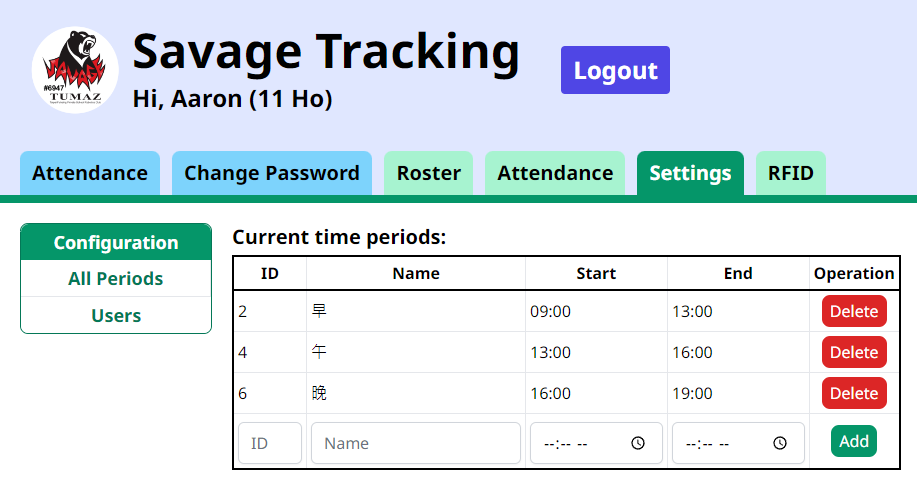 SAVAGE
#6947
TUMAZ
Savage Tracking
Hi, Aaron (11 Ho)
Logout
Attendance Change Password Roster Attendance Settings RFID
Configuration
All Periods
Users
Current time periods:
ID Name Start End Operation
2 早 09:00 13:00 Delete
4 午 13:00 16:00 Delete
6 晚 16:00 19:00 Delete
ID Name --:-- -- --:-- -- Add